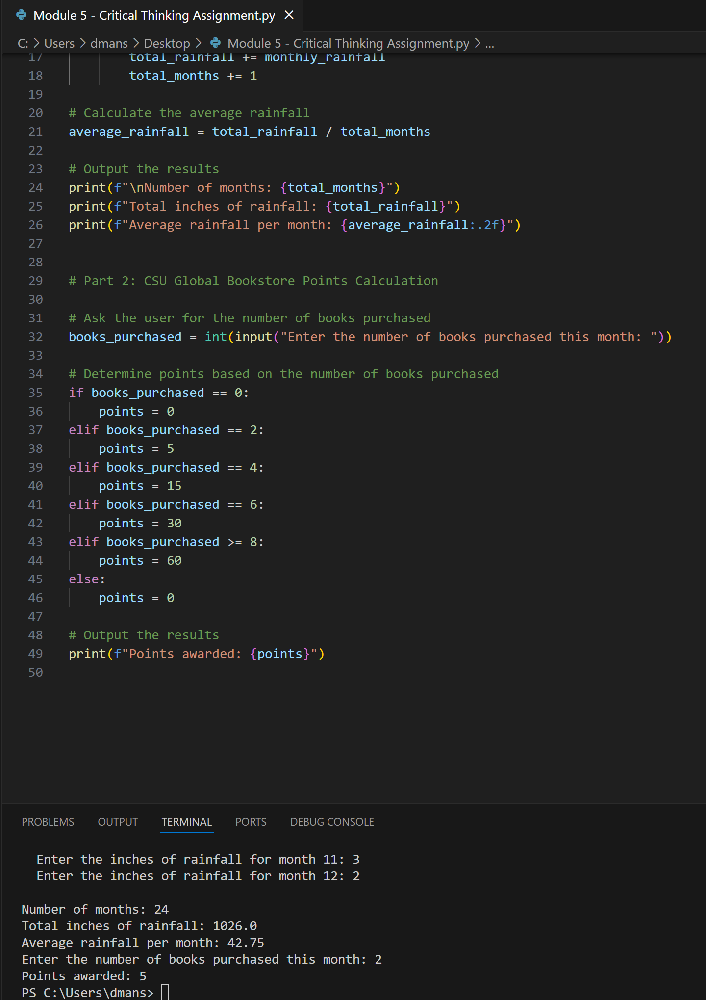 Module 5 - Critical Thinking Assignment.py
C: > Users > dmans > Desktop > Module 5 - Critical Thinking Assignment.py > ...
17 total_rainfall += monthly_rainfall
18 total_months += 1
19
20 # Calculate the average rainfall
21 average_rainfall = total_rainfall / total_months
22
23 # Output the results
24 print(f"\nNumber of months: {total_months}")
25 print(f"Total inches of rainfall: {total_rainfall}")
26 print(f"Average rainfall per month: {average_rainfall:.2f}")
27
28
29 # Part 2: CSU Global Bookstore Points Calculation
30
31 # Ask the user for the number of books purchased
32 books_purchased = int(input("Enter the number of books purchased this month: "))
33
34 # Determine points based on the number of books purchased
35 if books_purchased == 0:
36     points = 0
37 elif books_purchased == 2:
38     points = 5
39 elif books_purchased == 4:
40     points = 15
41 elif books_purchased == 6:
42     points = 30
43 elif books_purchased >= 8:
44     points = 60
45 else:
46     points = 0
47
48 # Output the results
49 print(f"Points awarded: {points}")
50
PROBLEMS OUTPUT TERMINAL PORTS DEBUG CONSOLE
Enter the inches of rainfall for month 11: 3
Enter the inches of rainfall for month 12: 2
Number of months: 24
Total inches of rainfall: 1026.0
Average rainfall per month: 42.75
Enter the number of books purchased this month: 2
Points awarded: 5
PS C:\Users\dmans>